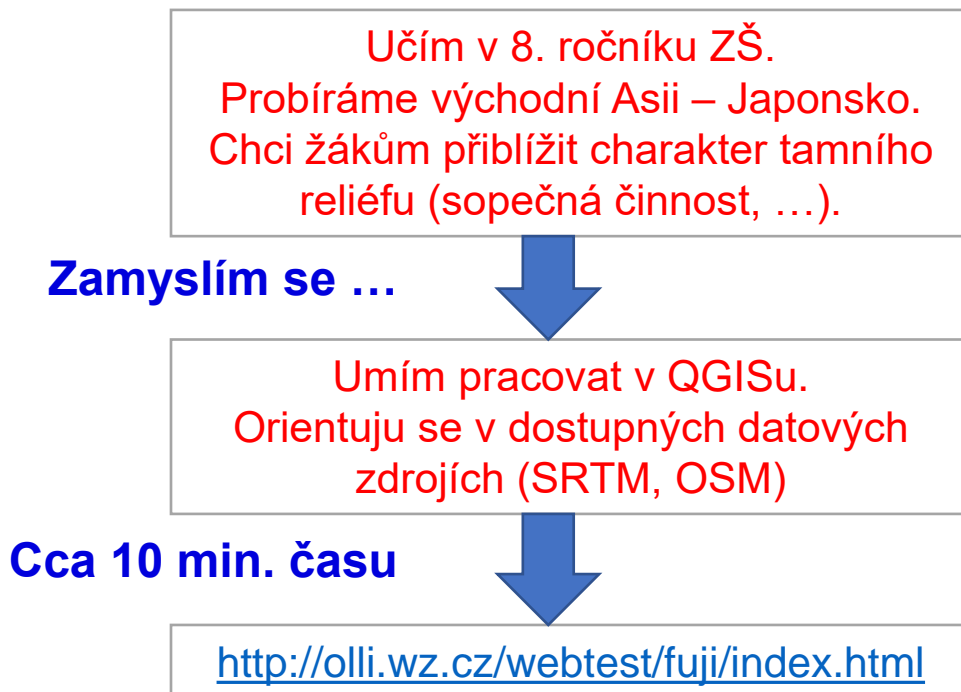 Učím v 8. ročníku ZŠ.
Probíráme východní Asii – Japonsko.
Chci žákům přiblížit charakter tamního
reliéfu (sopečná činnost, …).
Zamyslím se …
Umím pracovat v QGISu.
Orientuju se v dostupných datových
zdrojích (SRTM, OSM)
Cca 10 min. času
http://olli.wz.cz/webtest/fuji/index.html